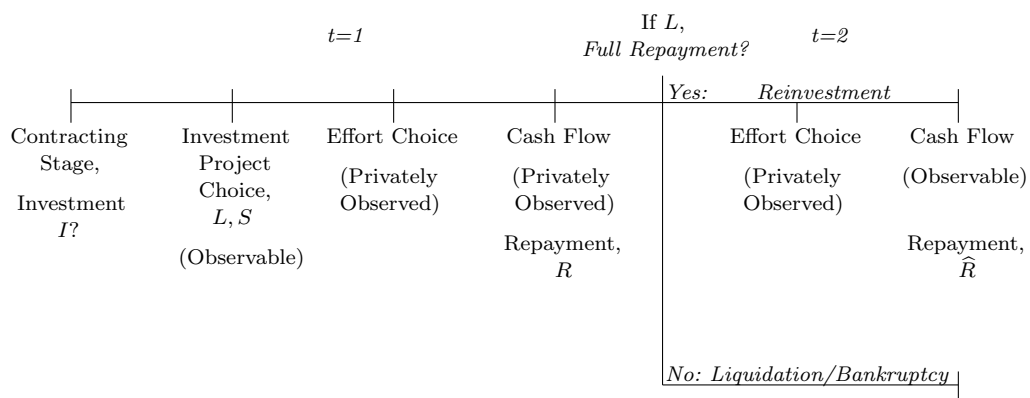 If L,
t=1
Full Repayment?
t=2
Yes: Reinvestment
Contracting
Stage,
Investment
I?
Investment
Project
Choice,
L, S
(Observable)
Effort Choice
(Privately
Observed)
Cash Flow
(Privately
Observed)
Repayment,
R
Effort Choice
(Privately
Observed)
Cash Flow
(Observable)
Repayment,
R̂
No: Liquidation/Bankruptcy